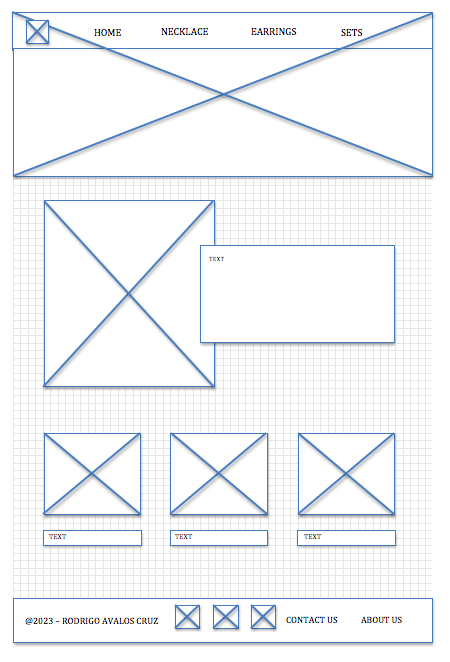 HOME NECKLACE EARRINGS SETS
TEXT
TEXT TEXT TEXT
@2023 – RODRIGO AVALOS CRUZ CONTACT US ABOUT US